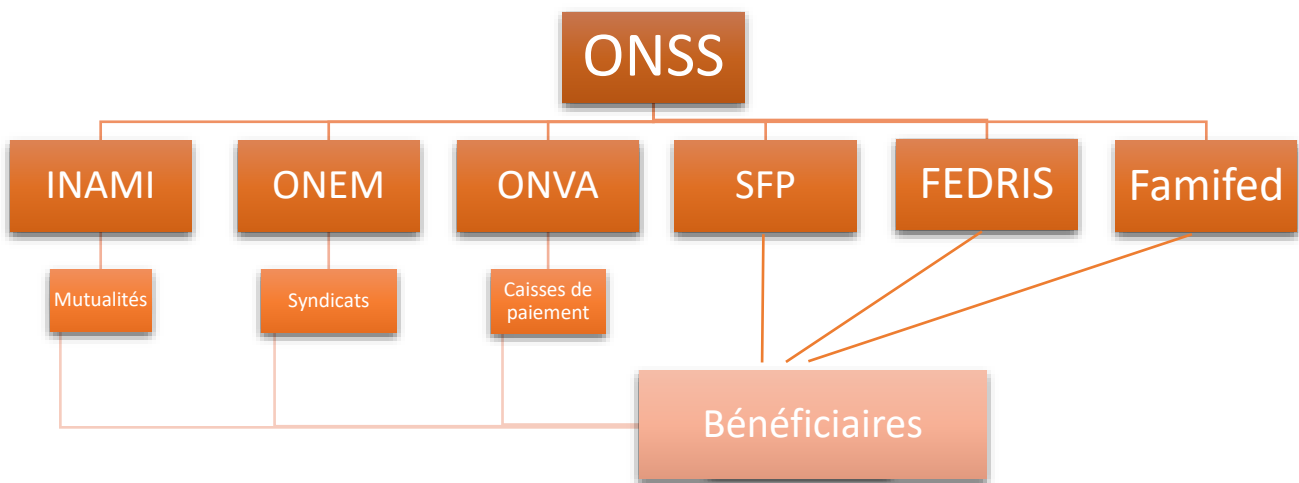 ONSS
INAMI
ONEM
ONVA
SFP
FEDRIS
Famifed
Mutualités
Syndicats
Caisses de
paiement
Bénéficiaires